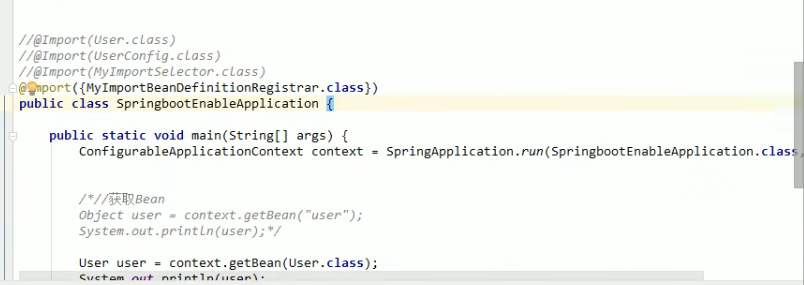 //@Import(User.class)
//@Import(UserConfig.class)
//@Import(MyImportSelector.class)
@Import({MyImportBeanDefinitionRegistrar.class})
public class SpringbootEnableApplication {
public static void main(String[] args) {
ConfigurableApplicationContext context = SpringApplication.run(SpringbootEnableApplication.class,
/*//获取Bean
Object user = context.getBean("user");
System.out.println(user);*/
User user = context.getBean(User.class);
System.out.println(user);